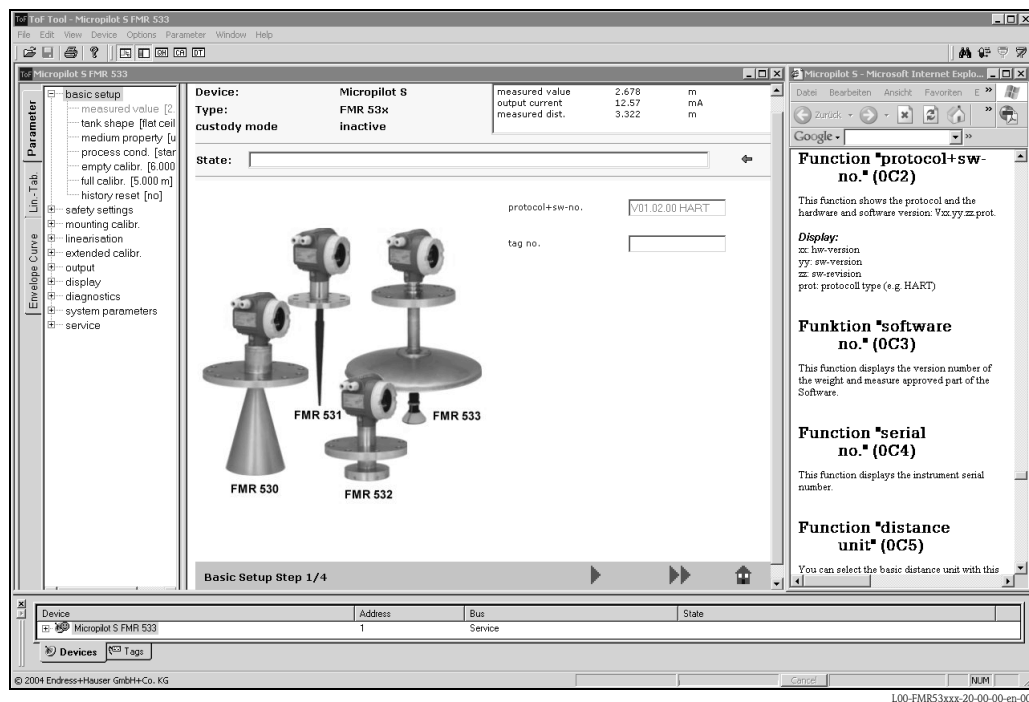 ToF Tool - Micropilot S FMR 533
File Edit View Device Options Parameter Window Help
Micropilot S FMR 533
Parameter
Lin.-Tab.
Envelope Curve
basic setup
measured value [2.
tank shape [flat ceil
medium property [u
process cond. [stan
empty calibr. [6.000
full calibr. [5.000 m]
history reset [no]
safety settings
mounting calibr.
linearisation
extended calibr.
output
display
diagnostics
system parameters
service
Device: Micropilot S
Type: FMR 53x
custody mode inactive
measured value 2.678 m
output current 12.57 mA
measured dist. 3.322 m
State:
protocol+sw-no. V01.02.00 HART
tag no.
FMR 531
FMR 533
FMR 530
FMR 532
Basic Setup Step 1/4
Micropilot S - Microsoft Internet Explo...
Datei Bearbeiten Ansicht Favoriten E »
Zurück
Google
Function "protocol+sw-
no." (0C2)
This function shows the protocol and the
hardware and software version: Vxx.yy.zz.prot.
Display:
xx: hw-version
yy: sw-version
zz: sw-revision
prot: protocoll type (e.g. HART)
Funktion "software
no." (0C3)
This function displays the version number of
the weight and measure approved part of the
Software.
Function "serial
no." (0C4)
This function displays the instrument serial
number.
Function "distance
unit" (0C5)
You can select the basic distance unit with this
Device Address Bus State
Micropilot S FMR 533 1 Service
Devices Tags
© 2004 Endress+Hauser GmbH+Co. KG Cancel NUM
L00-FMR53xxx-20-00-00-en-00